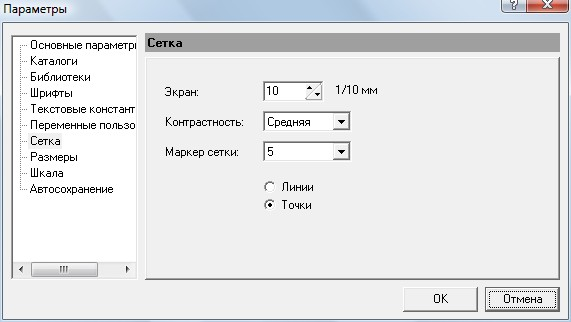 Параметры
Основные параметры
Каталоги
Библиотеки
Шрифты
Текстовые констант
Переменные пользо
Сетка
Размеры
Шкала
Автосохранение
Сетка
Экран: 10 1/10 мм
Контрастность: Средняя
Маркер сетки: 5
Линии
Точки
OK Отмена